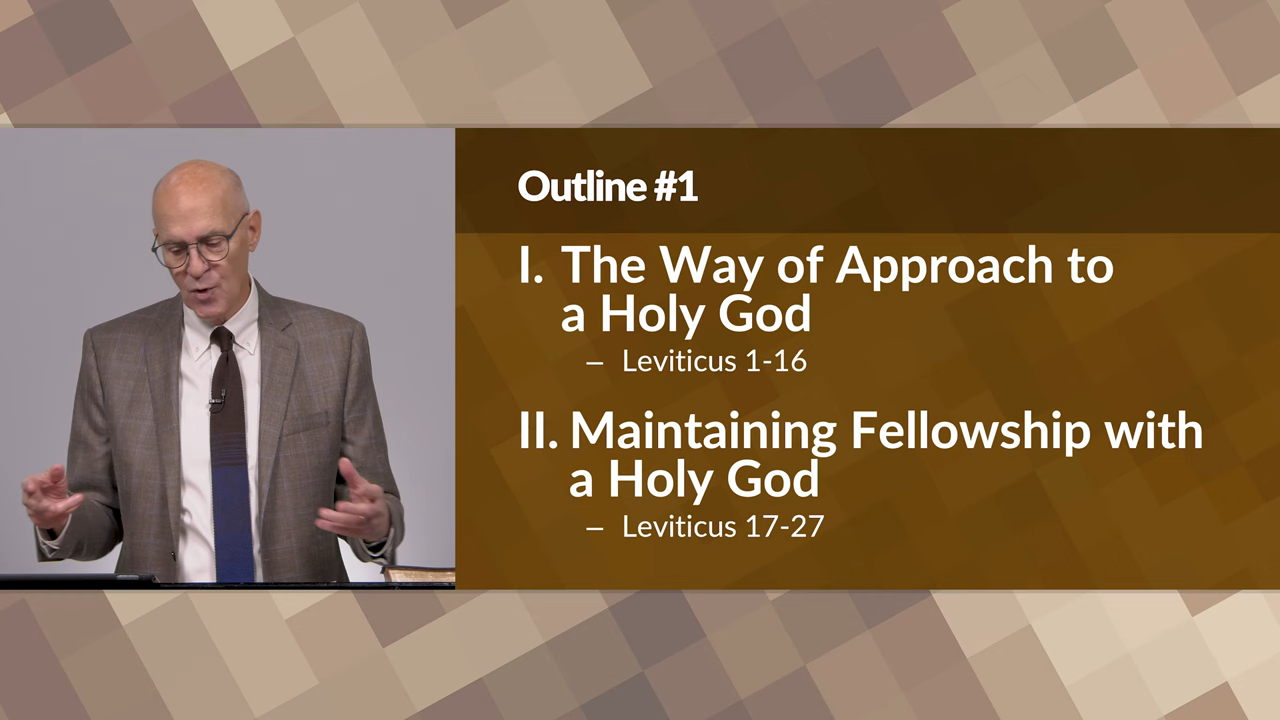 Outline #1
I. The Way of Approach to
a Holy God
– Leviticus 1-16
II. Maintaining Fellowship with
a Holy God
– Leviticus 17-27